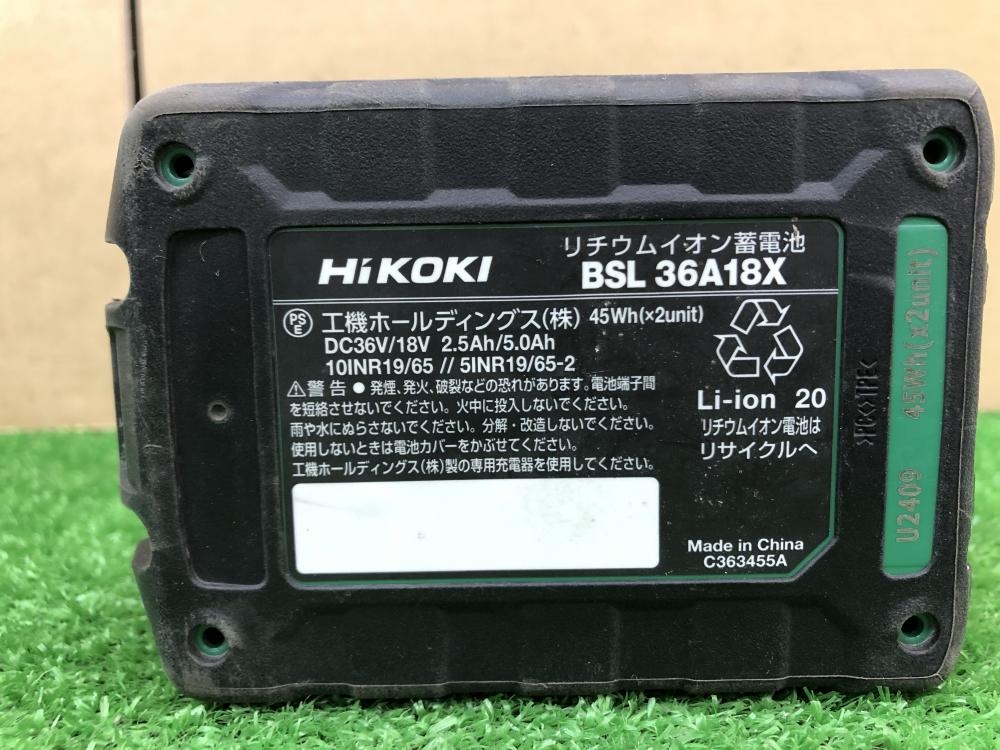 HiKOKI
リチウムイオン蓄電池
BSL 36A18X
PS E 工機ホールディングス(株) 45Wh(×2unit)
DC36V/18V 2.5Ah/5.0Ah
10INR19/65 // 5INR19/65-2
⚠警告 ● 発煙、発火、破裂などの恐れがあります。電池端子間
を短絡させないでください。火中に投入しないでください。
雨や水にぬらさないでください。分解・改造しないでください。
使用しないときは電池カバーをかぶせてください。
工機ホールディングス(株)製の専用充電器を使用してください。
Li-ion 20
リチウムイオン電池は
リサイクルへ
Made in China
C363455A
U2409 45Wh(x2unit)